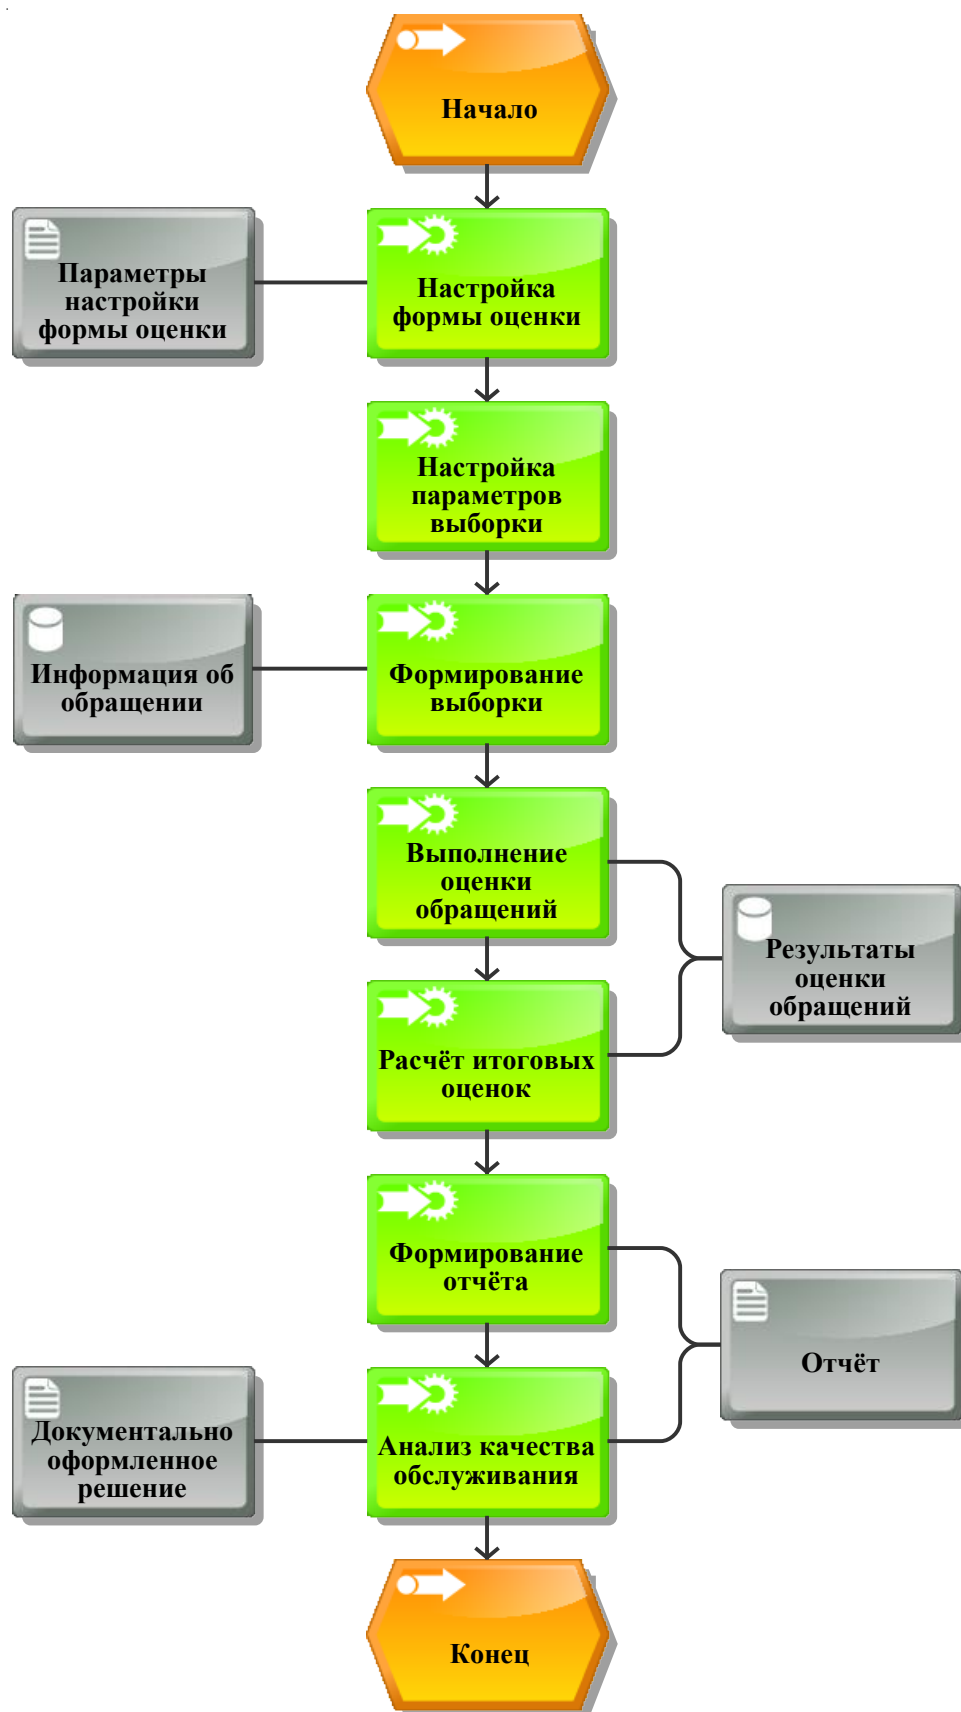 Начало
Параметры
настройки
формы оценки
Настройка
формы оценки
Настройка
параметров
выборки
Информация об
обращении
Формирование
выборки
Выполнение
оценки
обращений
Результаты
оценки
обращений
Расчёт итоговых
оценок
Формирование
отчёта
Отчёт
Документально
оформленное
решение
Анализ качества
обслуживания
Конец